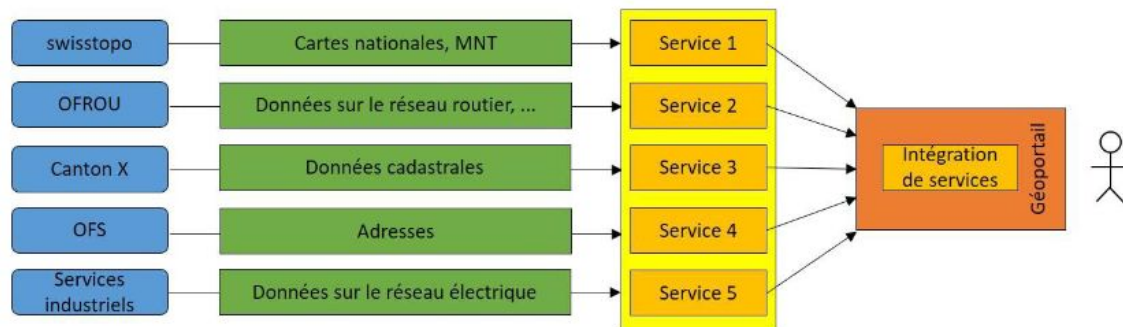 swisstopo
Cartes nationales, MNT
Service 1
OFROU
Données sur le réseau routier, ...
Service 2
Canton X
Données cadastrales
Service 3
OFS
Adresses
Service 4
Services
industriels
Données sur le réseau électrique
Service 5
Intégration
de services
Géoportail